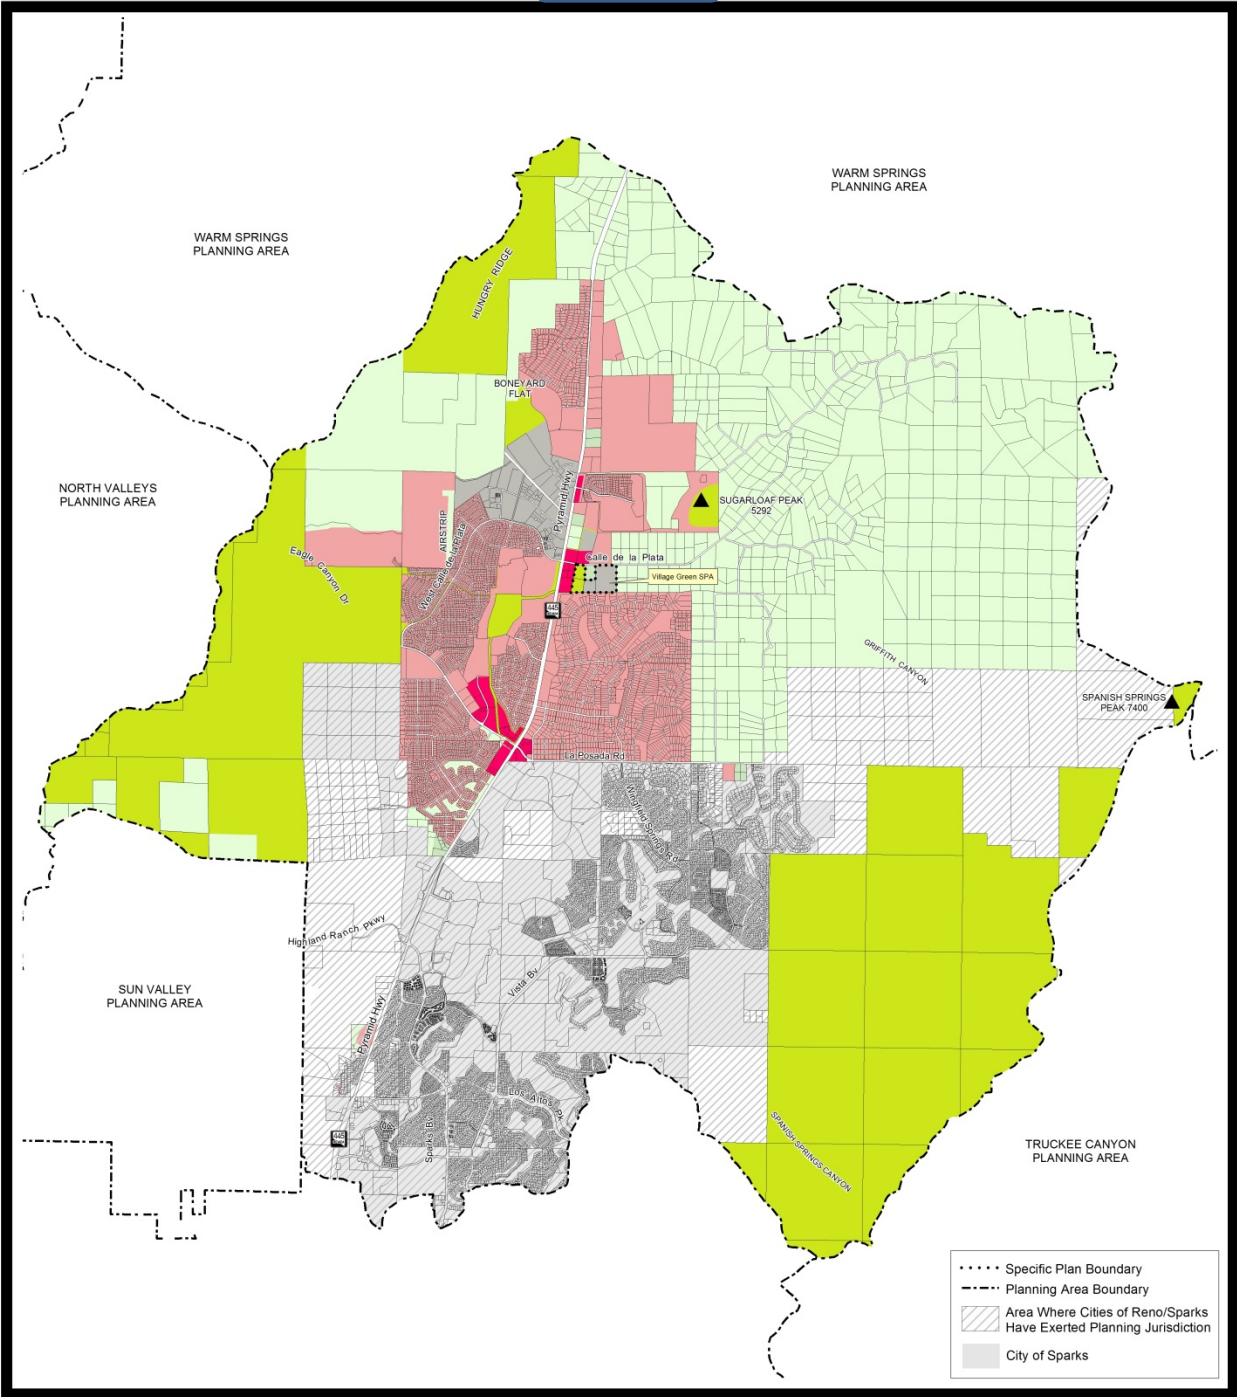 WARM SPRINGS
PLANNING AREA
WARM SPRINGS
PLANNING AREA
HUNGRY RIDGE
BONEYARD
FLAT
NORTH VALLEYS
PLANNING AREA
Pyramid Hwy
SUGARLOAF PEAK
5292
AIRSTRIP
West Calle de la Plata
Eagle Canyon Dr
Calle de la Plata
Village Green SPA
445
GRIFFITH CANYON
SPANISH SPRINGS
PEAK 7400
La Posada Rd
Wingfield Springs Rd
Highland Ranch Pkwy
Vista Bv
SUN VALLEY
PLANNING AREA
Pyramid Hwy
Los Altos Pk
Sparks Bv
445
SPANISH SPRINGS CANYON
TRUCKEE CANYON
PLANNING AREA
Specific Plan Boundary
Planning Area Boundary
Area Where Cities of Reno/Sparks
Have Exerted Planning Jurisdiction
City of Sparks